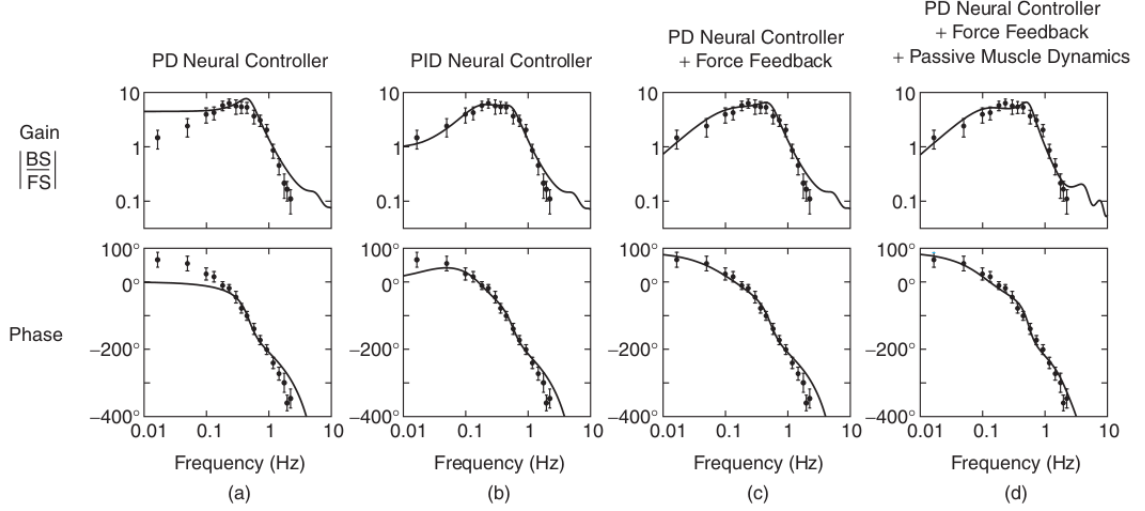 PD Neural Controller
PID Neural Controller
PD Neural Controller
+ Force Feedback
PD Neural Controller
+ Force Feedback
+ Passive Muscle Dynamics
Gain
|BS
FS|
10
1
0.1
10
1
0.1
10
1
0.1
10
1
0.1
Phase
100°
0°
−200°
−400°
100°
0°
−200°
−400°
100°
0°
−200°
−400°
100°
0°
−200°
−400°
0.01 0.1 1 10
0.01 0.1 1 10
0.01 0.1 1 10
0.01 0.1 1 10
Frequency (Hz)
Frequency (Hz)
Frequency (Hz)
Frequency (Hz)
(a)
(b)
(c)
(d)